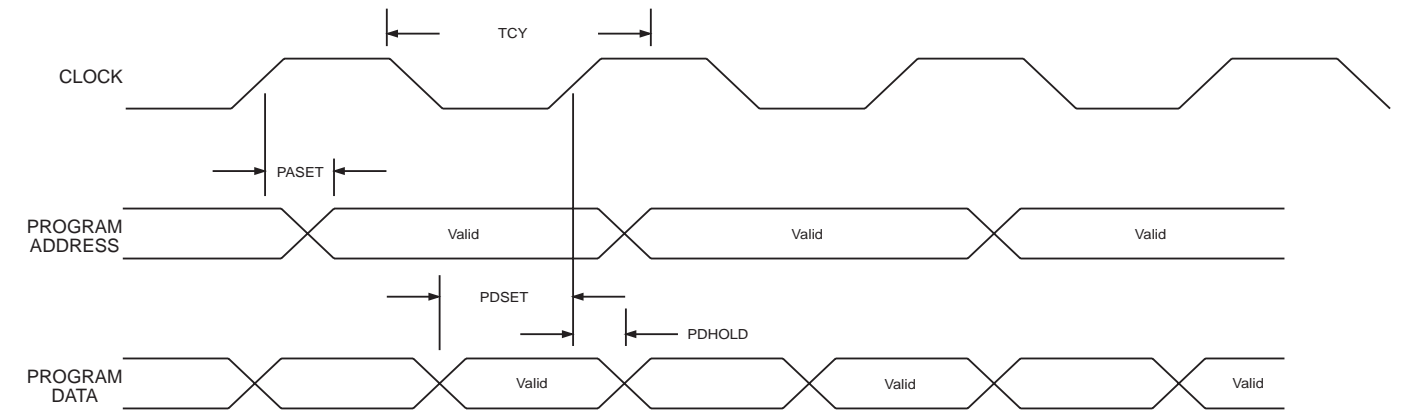 TCY
CLOCK
PASET
PROGRAM
ADDRESS
Valid
Valid
Valid
PDSET
PDHOLD
PROGRAM
DATA
Valid
Valid
Valid